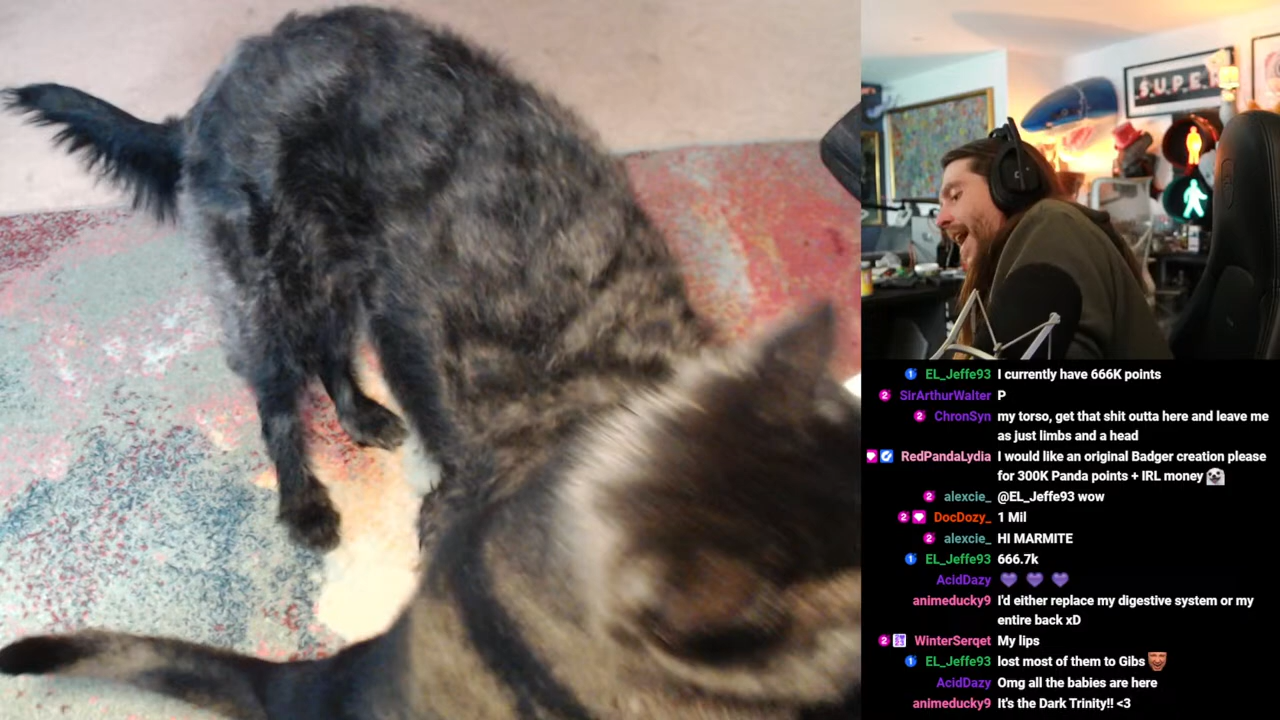 SUPER
EL_Jeffe93 I currently have 666K points
SirArthurWalter P
ChronSyn my torso, get that shit outta here and leave me
as just limbs and a head
RedPandaLydia I would like an original Badger creation please
for 300K Panda points + IRL money
alexcie_ @EL_Jeffe93 wow
DocDozy_ 1 Mil
alexcie_ HI MARMITE
EL_Jeffe93 666.7k
AcidDazy
animeducky9 I'd either replace my digestive system or my
entire back xD
WinterSerqet My lips
EL_Jeffe93 lost most of them to Gibs
AcidDazy Omg all the babies are here
animeducky9 It's the Dark Trinity!! <3